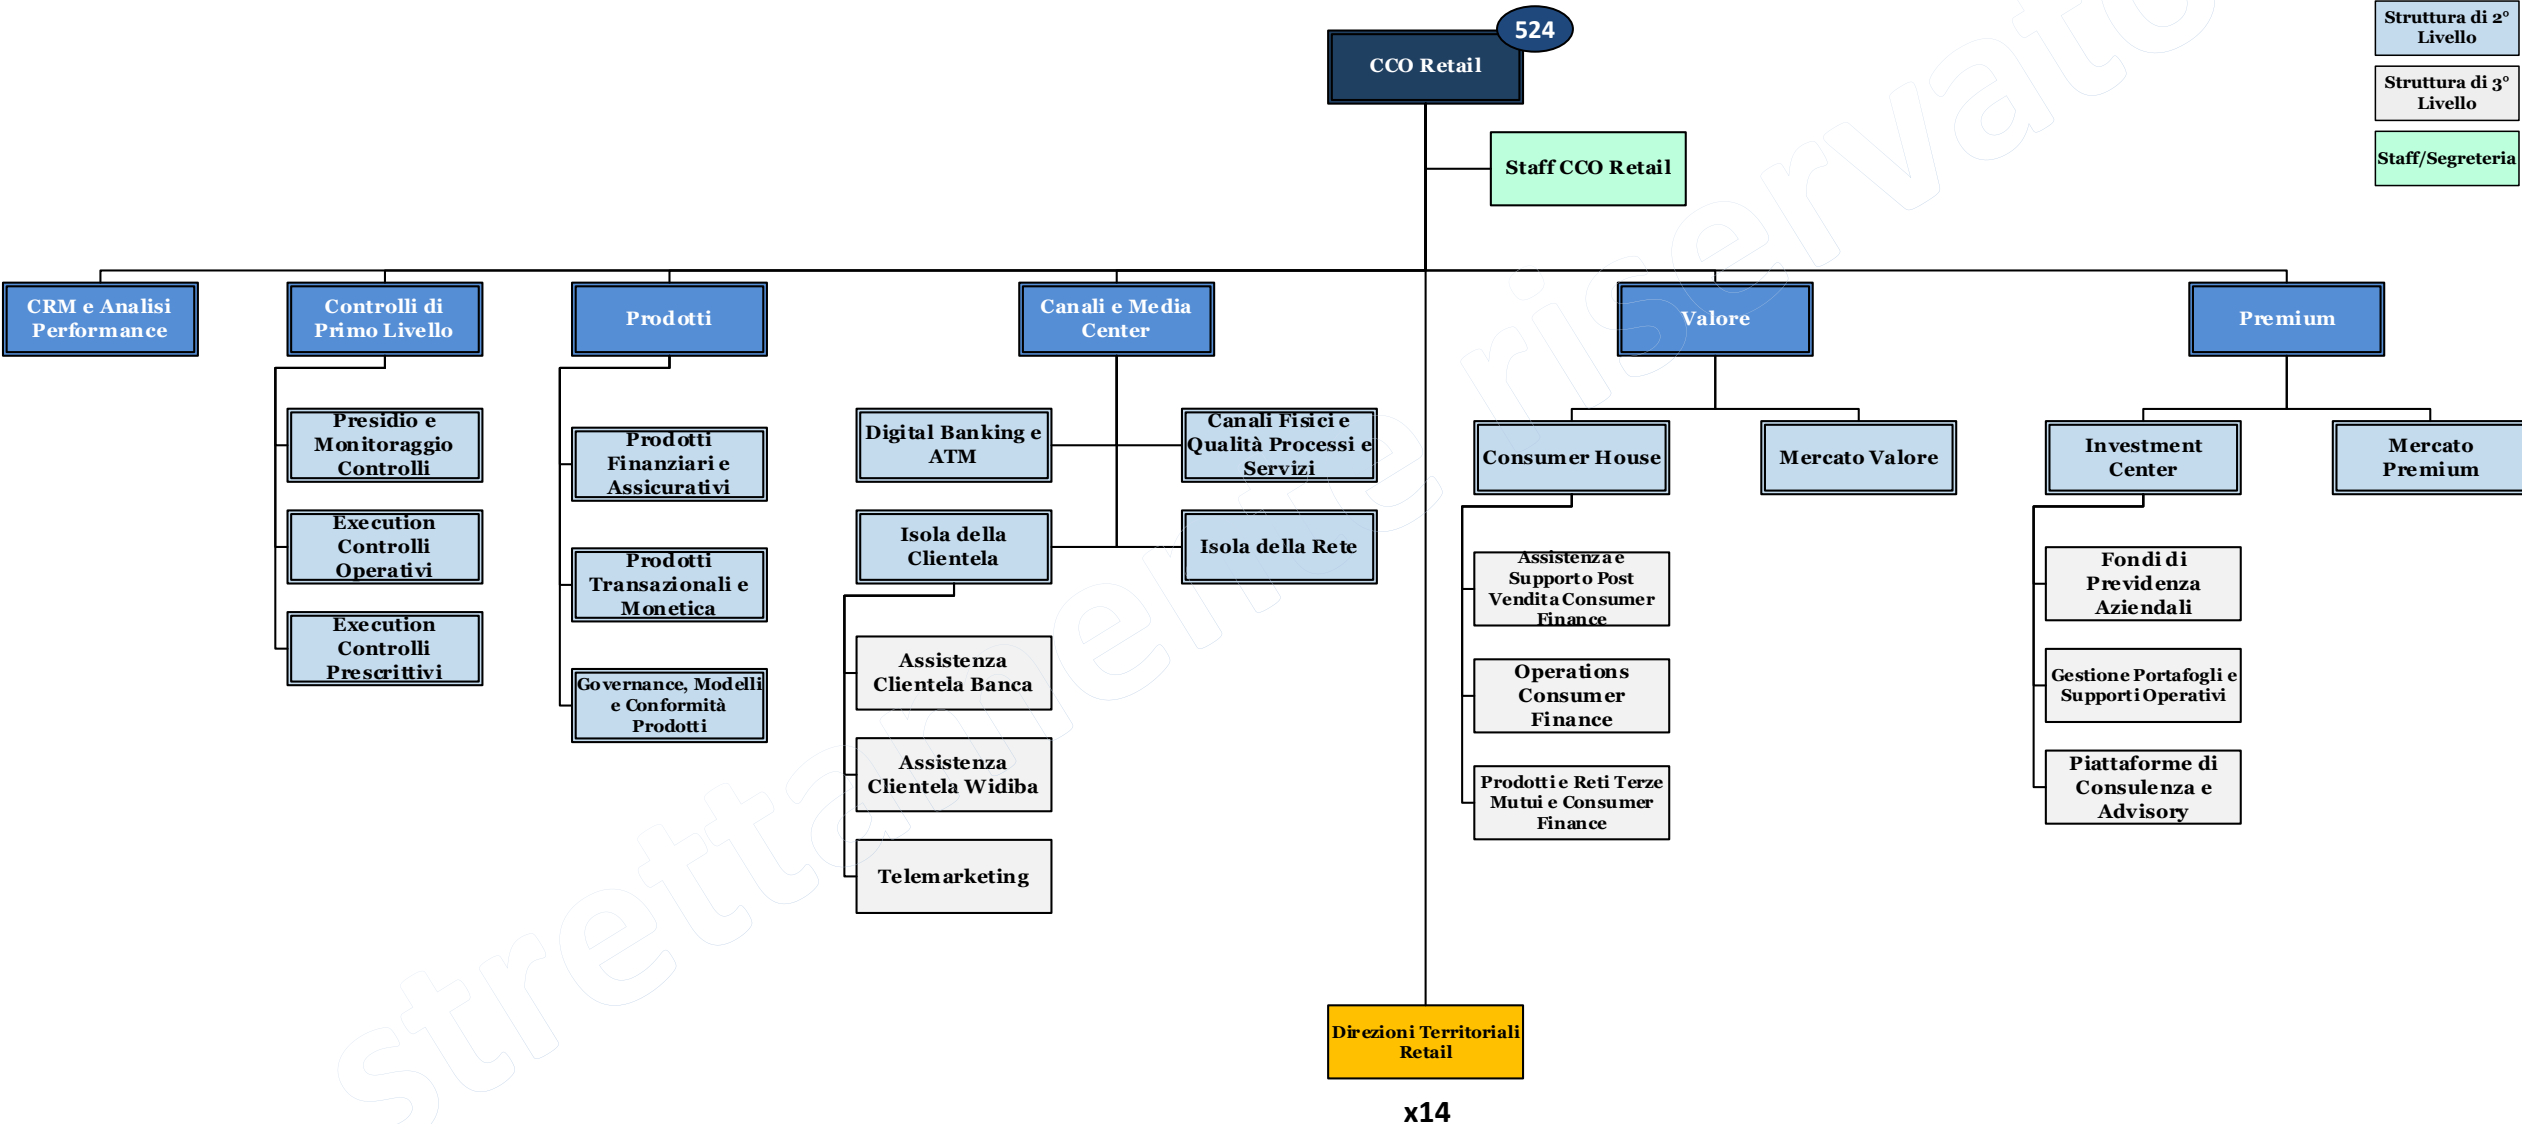 524
CCO Retail
Struttura di 2°
Livello
Struttura di 3°
Livello
Staff/Segreteria
Staff CCO Retail
CRM e Analisi
Performance
Controlli di
Primo Livello
Prodotti
Canali e Media
Center
Valore
Premium
Presidio e
Monitoraggio
Controlli
Execution
Controlli
Operativi
Execution
Controlli
Prescrittivi
Prodotti
Finanziari e
Assicurativi
Prodotti
Transazionali e
Monetica
Governance, Modelli
e Conformità
Prodotti
Digital Banking e
ATM
Canali Fisici e
Qualità Processi e
Servizi
Isola della
Clientela
Isola della Rete
Assistenza
Clientela Banca
Assistenza
Clientela Widiba
Telemarketing
Consumer House
Mercato Valore
Assistenza e
Supporto Post
Vendita Consumer
Finance
Operations
Consumer
Finance
Prodotti e Reti Terze
Mutui e Consumer
Finance
Investment
Center
Mercato
Premium
Fondi di
Previdenza
Aziendali
Gestione Portafogli e
Supporti Operativi
Piattaforme di
Consulenza e
Advisory
Direzioni Territoriali
Retail
x14
strettamente riservato